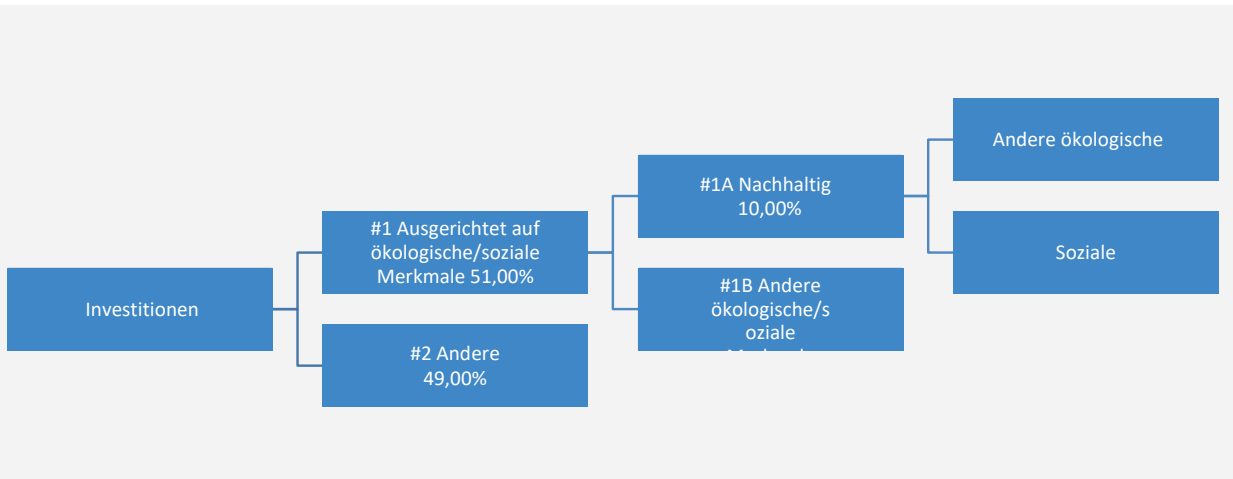 Investitionen
#1 Ausgerichtet auf
ökologische/soziale
Merkmale 51,00%
#2 Andere
49,00%
#1A Nachhaltig
10,00%
#1B Andere
ökologische/s
oziale
Andere ökologische
Soziale